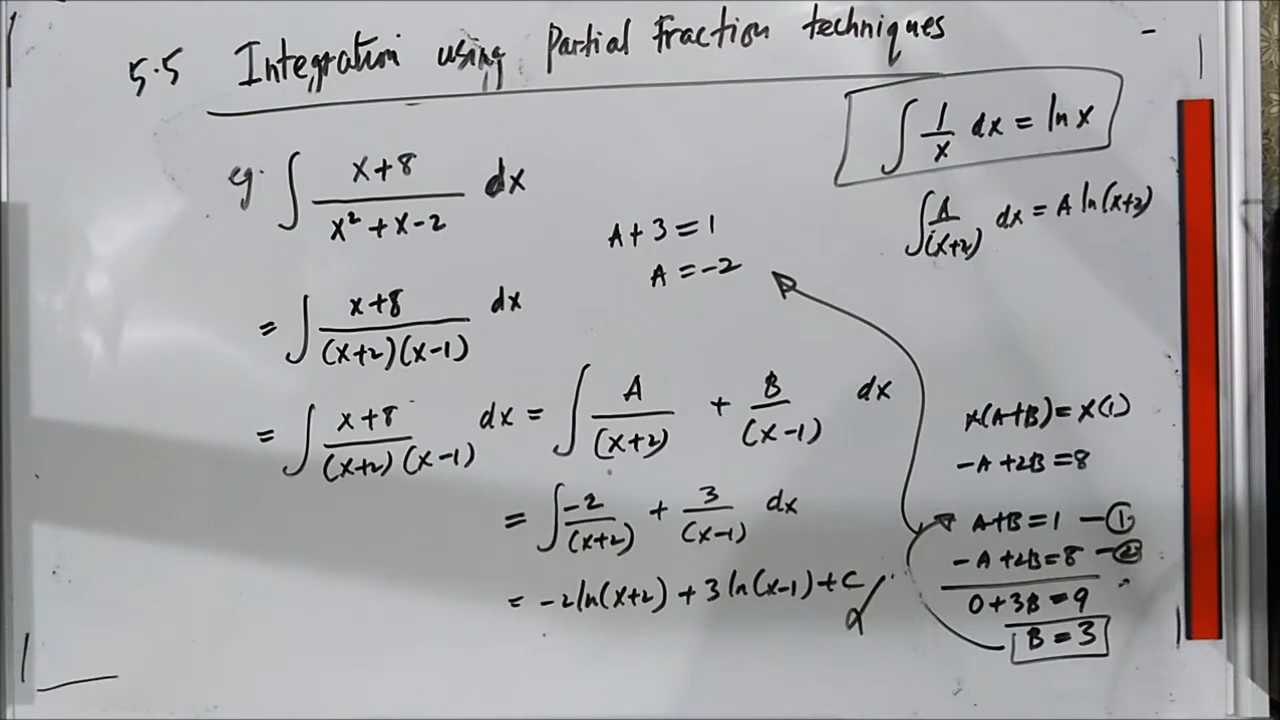 5.5 Integration using Partial Fraction techniques
∫ 1/x dx = ln x
∫ A/(x+2) dx = A ln(x+2)
eg. ∫ x+8/x² + x-2 dx
A + 3 = 1
A = -2
= ∫ x+8/(x+2)(x-1) dx
= ∫ x+8/(x+2)(x-1) dx = ∫ A/(x+2) + B/(x-1) dx
= ∫ -2/(x+2) + 3/(x-1) dx
= -2ln(x+2) + 3ln(x-1) + C
x(A+B) = x(1)
-A + 2B = 8
A+B = 1 — ①
-A + 2B = 8 — ②
0 + 3B = 9
B = 3